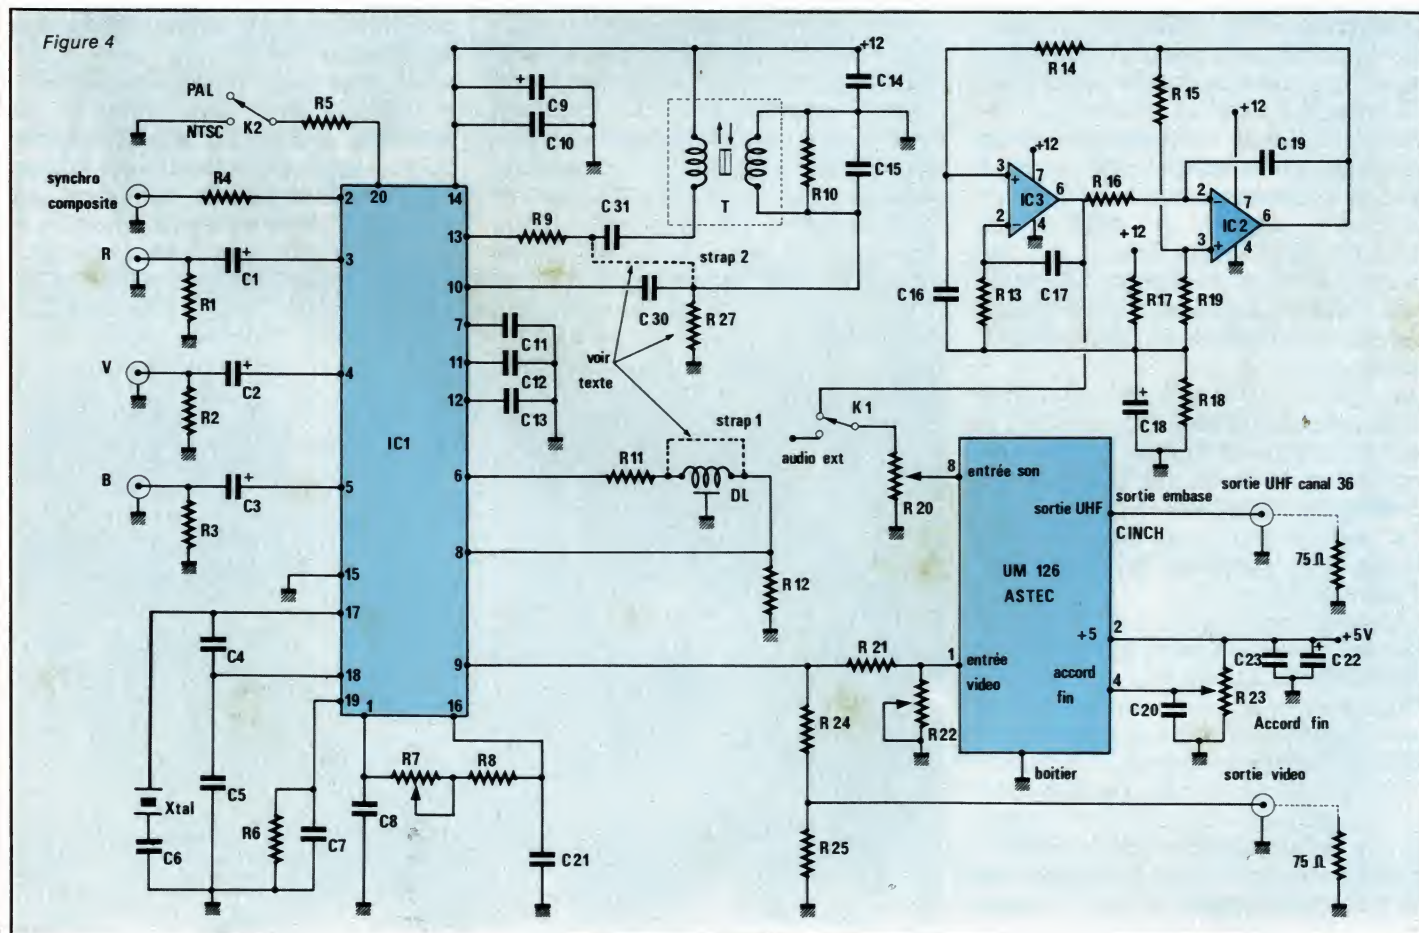 Figure 4
PAL
NTSC
K2
R5
synchro
composite
R4
R
C1
R1
V
C2
R2
B
C3
R3
IC1
2
20
14
3
13
10
7
4
11
12
5
6
8
15
17
18
19
1
16
9
C4
C5
Xtal
C6
R6
C7
C8
R7
R8
C21
+
C9
C10
+12
C14
C15
R10
T
R9
C31
strap 2
C30
R27
C11
C12
C13
voir
texte
strap 1
R11
DL
R12
R14
R15
+12
+12
C19
3
+
7
6
IC3
2
-
4
R16
2
-
7
6
IC2
3
+
4
+12
C16
R13
C17
R17
R19
C18
R18
K1
audio ext
R20
8
entrée son
sortie UHF
sortie embase
CINCH
sortie UHF canal 36
75 Ω
UM 126
ASTEC
+5
2
+5V
1
entrée
video
accord
fin
4
C23
C22
C20
R23
Accord fin
boitier
R21
R22
R24
R25
sortie video
75 Ω